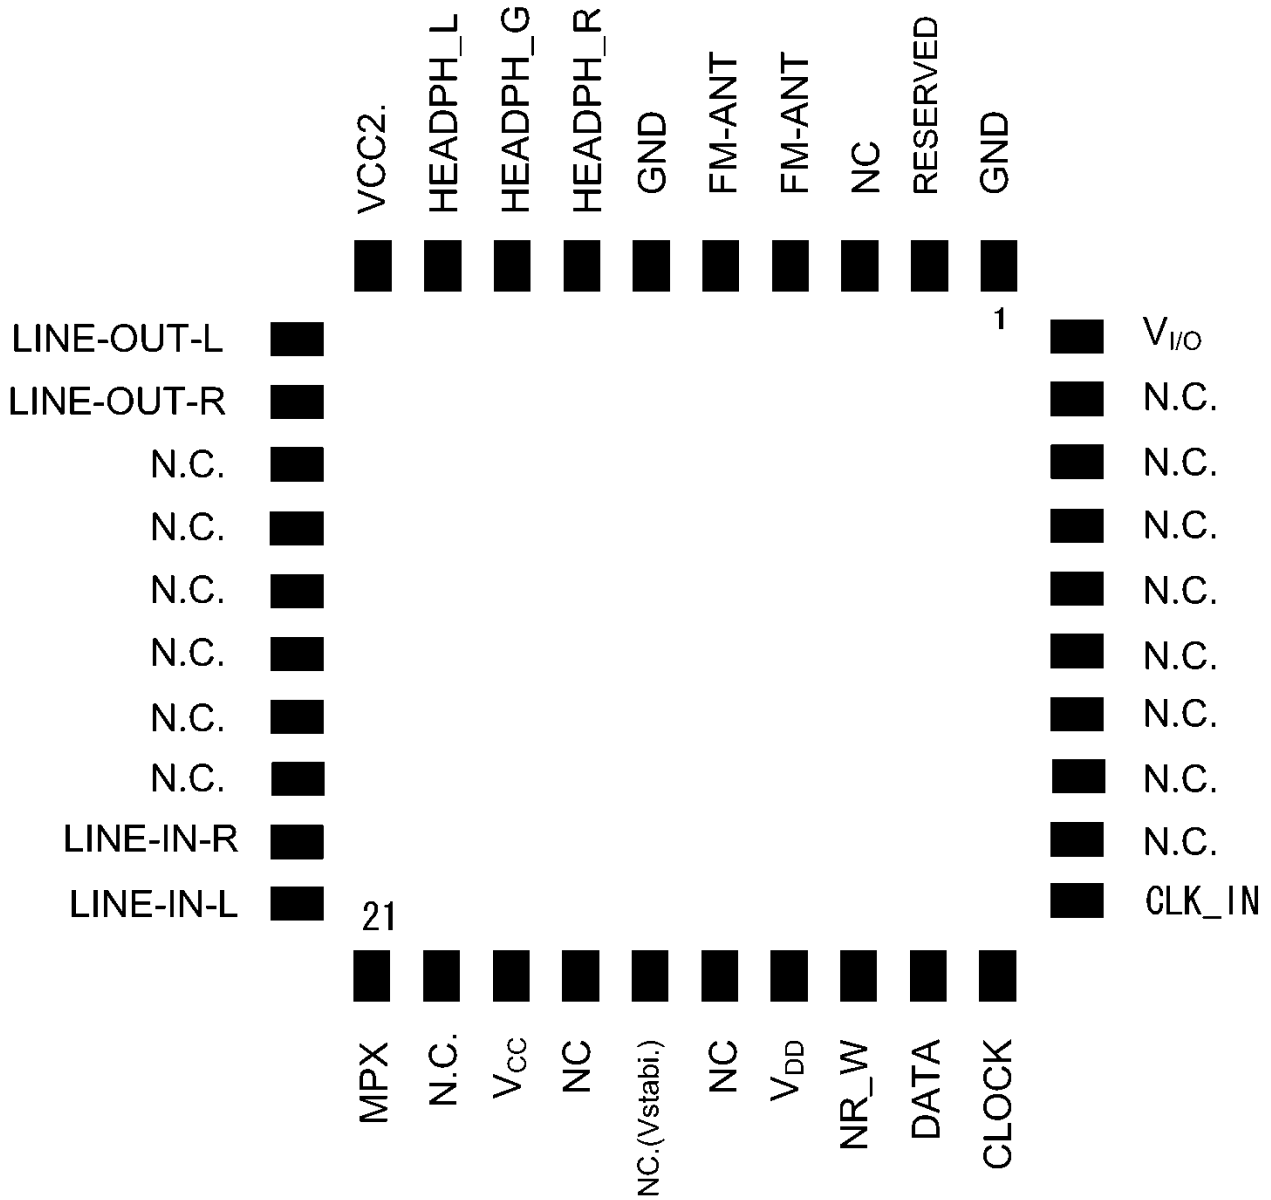 VCC2.
HEADPH_L
HEADPH_G
HEADPH_R
GND
FM-ANT
FM-ANT
NC
RESERVED
GND
1
LINE-OUT-L
LINE-OUT-R
N.C.
N.C.
N.C.
N.C.
N.C.
N.C.
LINE-IN-R
LINE-IN-L
VI/O
N.C.
N.C.
N.C.
N.C.
N.C.
N.C.
N.C.
N.C.
CLK_IN
21
MPX
N.C.
VCC
NC
NC.(Vstabi.)
NC
VDD
NR_W
DATA
CLOCK